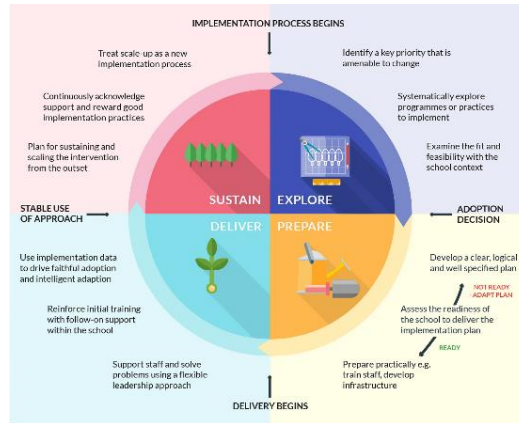 IMPLEMENTATION PROCESS BEGINS
Treat scale-up as a new
implementation process
Continuously acknowledge
support and reward good
implementation practices
Plan for sustaining and
scaling the intervention
from the outset
Identify a key priority that is
amenable to change
Systematically explore
programmes or practices
to implement
Examine the fit and
feasibility with the
school context
SUSTAIN
EXPLORE
STABLE USE
OF APPROACH
ADOPTION
DECISION
DELIVER
PREPARE
Use implementation data
to drive faithful adoption
and intelligent adaption
Reinforce initial training
with follow-on support
within the school
Support staff and solve
problems using a flexible
leadership approach
Develop a clear, logical
and well specified plan
NOT READY
- ADAPT PLAN
Assess the readiness of
the school to deliver the
implementation plan
READY
Prepare practically e.g.
train staff, develop
infrastructure
DELIVERY BEGINS